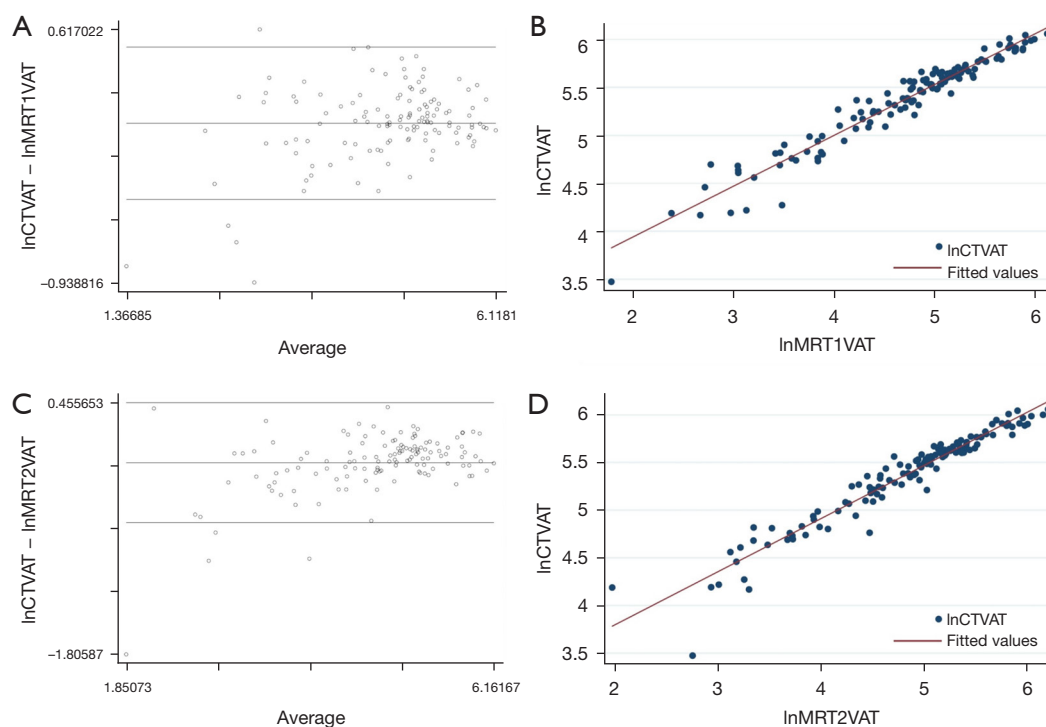 A
0.617022
lnCTVAT – lnMRT1VAT
–0.938816
1.36685
6.1181
Average
B
6
5.5
5
4.5
4
3.5
lnCTVAT
lnCTVAT
Fitted values
2
3
4
5
6
lnMRT1VAT
C
0.455653
lnCTVAT – lnMRT2VAT
–1.80587
1.85073
6.16167
Average
D
6
5.5
5
4.5
4
3.5
lnCTVAT
lnCTVAT
Fitted values
2
3
4
5
6
lnMRT2VAT